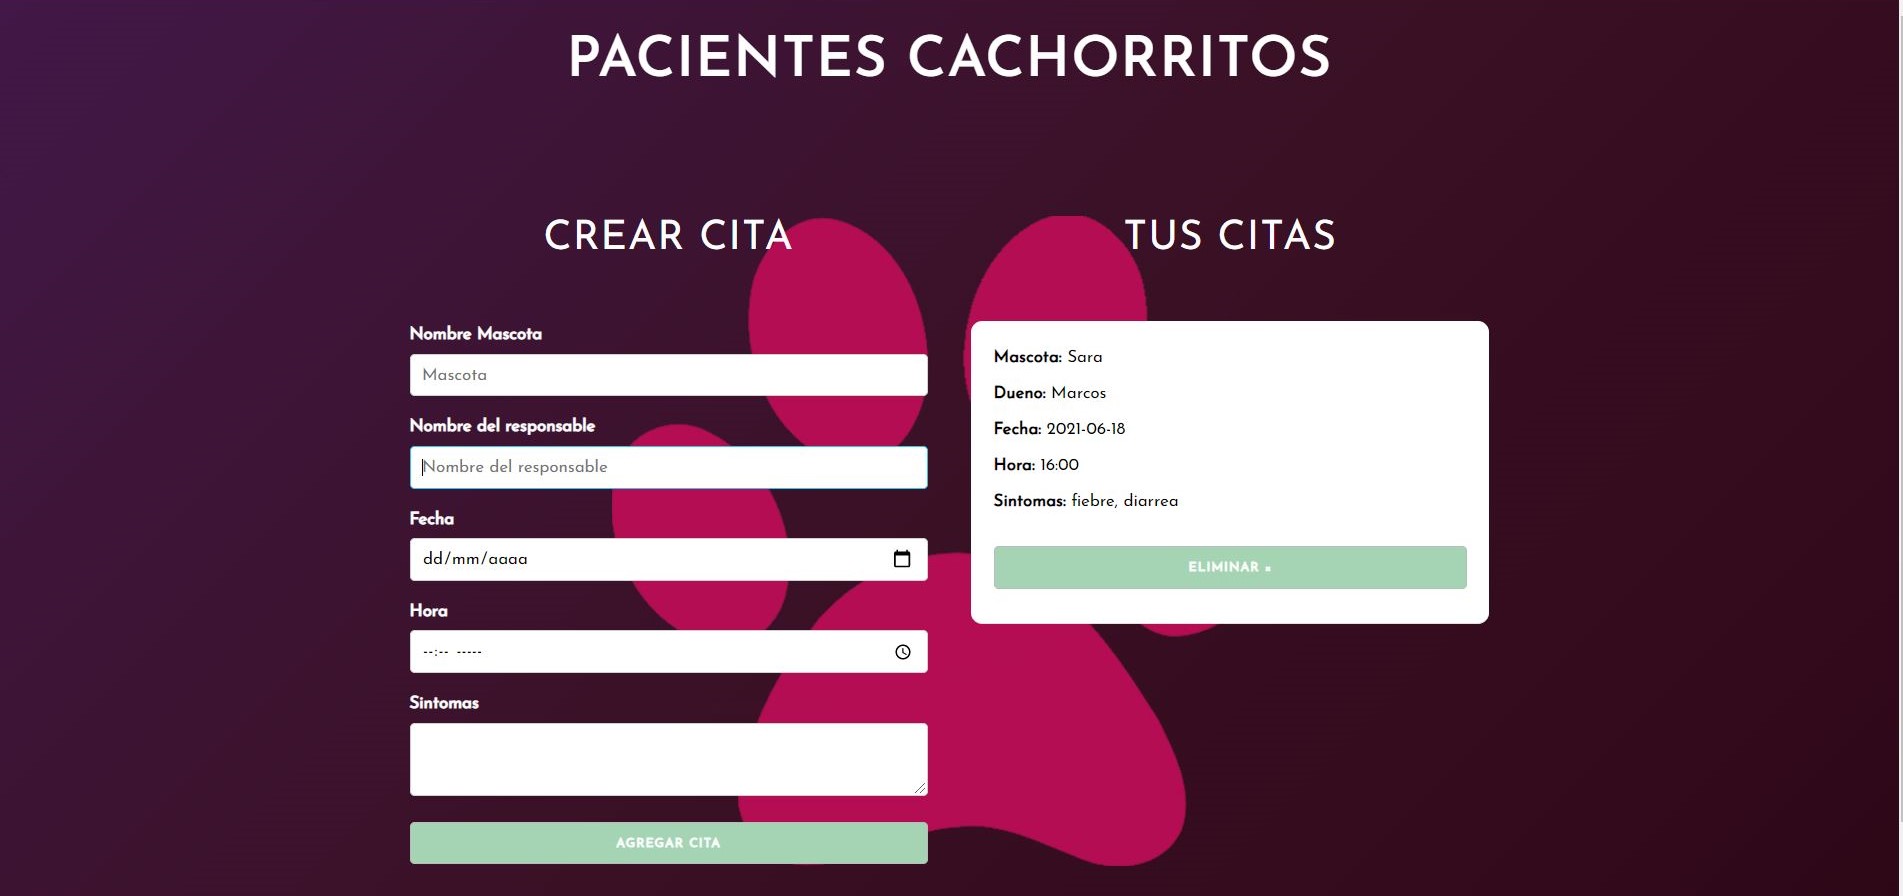 PACIENTES CACHORRITOS
CREAR CITA
Nombre Mascota
Mascota
Nombre del responsable
Nombre del responsable
Fecha
dd/mm/aaaa
Hora
--:-- -----
Sintomas
AGREGAR CITA
TUS CITAS
Mascota: Sara
Dueno: Marcos
Fecha: 2021-06-18
Hora: 16:00
Sintomas: fiebre, diarrea
ELIMINAR ×